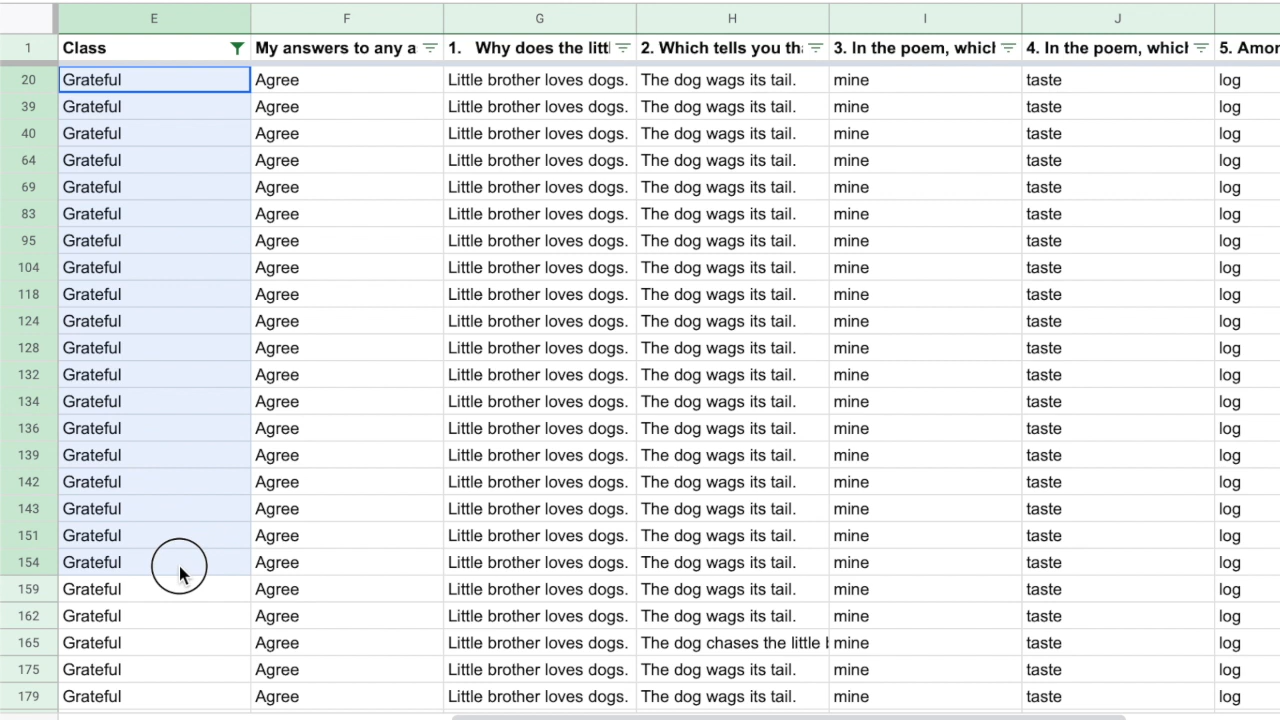 E F G H I J
1 Class My answers to any a 1. Why does the littl 2. Which tells you tha 3. In the poem, which 4. In the poem, which 5. Amon
20 Grateful Agree Little brother loves dogs. The dog wags its tail. mine taste log
39 Grateful Agree Little brother loves dogs. The dog wags its tail. mine taste log
40 Grateful Agree Little brother loves dogs. The dog wags its tail. mine taste log
64 Grateful Agree Little brother loves dogs. The dog wags its tail. mine taste log
69 Grateful Agree Little brother loves dogs. The dog wags its tail. mine taste log
83 Grateful Agree Little brother loves dogs. The dog wags its tail. mine taste log
95 Grateful Agree Little brother loves dogs. The dog wags its tail. mine taste log
104 Grateful Agree Little brother loves dogs. The dog wags its tail. mine taste log
118 Grateful Agree Little brother loves dogs. The dog wags its tail. mine taste log
124 Grateful Agree Little brother loves dogs. The dog wags its tail. mine taste log
128 Grateful Agree Little brother loves dogs. The dog wags its tail. mine taste log
132 Grateful Agree Little brother loves dogs. The dog wags its tail. mine taste log
134 Grateful Agree Little brother loves dogs. The dog wags its tail. mine taste log
136 Grateful Agree Little brother loves dogs. The dog wags its tail. mine taste log
139 Grateful Agree Little brother loves dogs. The dog wags its tail. mine taste log
142 Grateful Agree Little brother loves dogs. The dog wags its tail. mine taste log
143 Grateful Agree Little brother loves dogs. The dog wags its tail. mine taste log
151 Grateful Agree Little brother loves dogs. The dog wags its tail. mine taste log
154 Grateful Agree Little brother loves dogs. The dog wags its tail. mine taste log
159 Grateful Agree Little brother loves dogs. The dog wags its tail. mine taste log
162 Grateful Agree Little brother loves dogs. The dog wags its tail. mine taste log
165 Grateful Agree Little brother loves dogs. The dog chases the little mine taste log
175 Grateful Agree Little brother loves dogs. The dog wags its tail. mine taste log
179 Grateful Agree Little brother loves dogs. The dog wags its tail. mine taste log